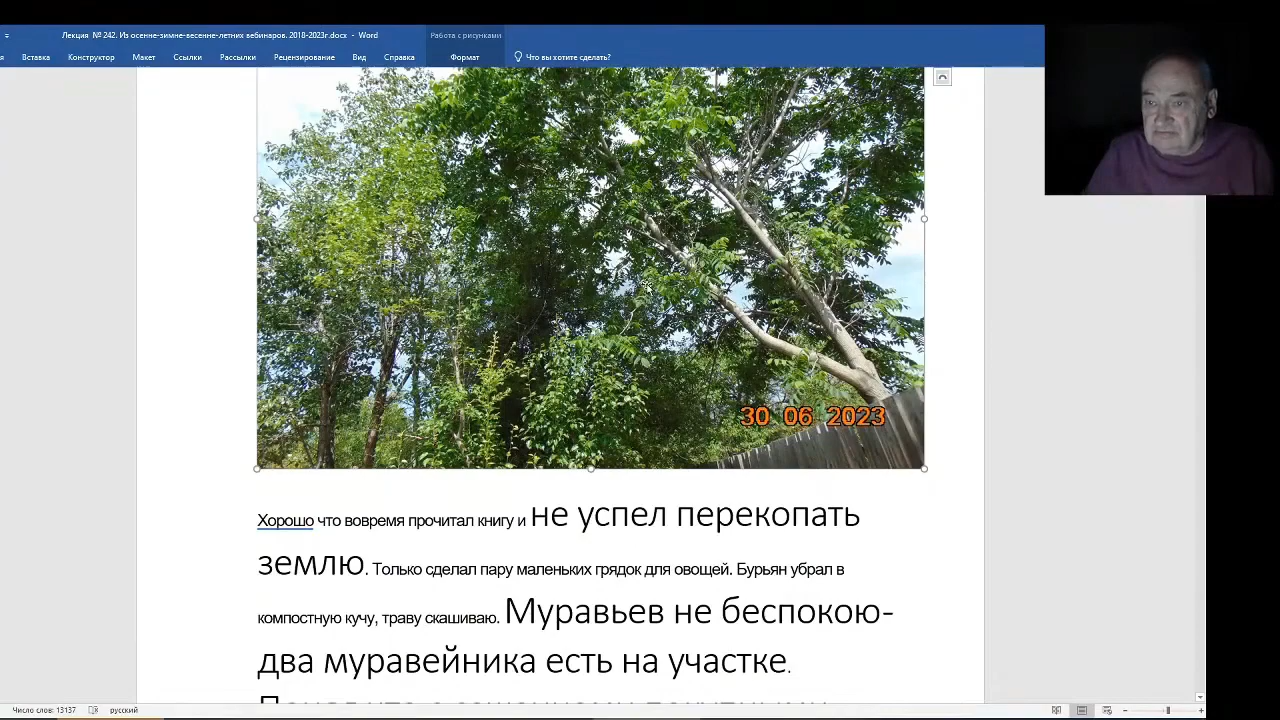 Лекция № 242. Из осенне-зимне-весенне-летних вебинаров. 2018-2023г.docx - Word
Работа с рисунками
Вставка Конструктор Макет Ссылки Рассылки Рецензирование Вид Справка Формат Что вы хотите сделать?
30 06 2023
Хорошо что вовремя прочитал книгу и не успел перекопать
землю. Только сделал пару маленьких грядок для овощей. Бурьян убрал в
компостную кучу, траву скашиваю. Муравьев не беспокою-
два муравейника есть на участке.
Число слов: 13137 русский